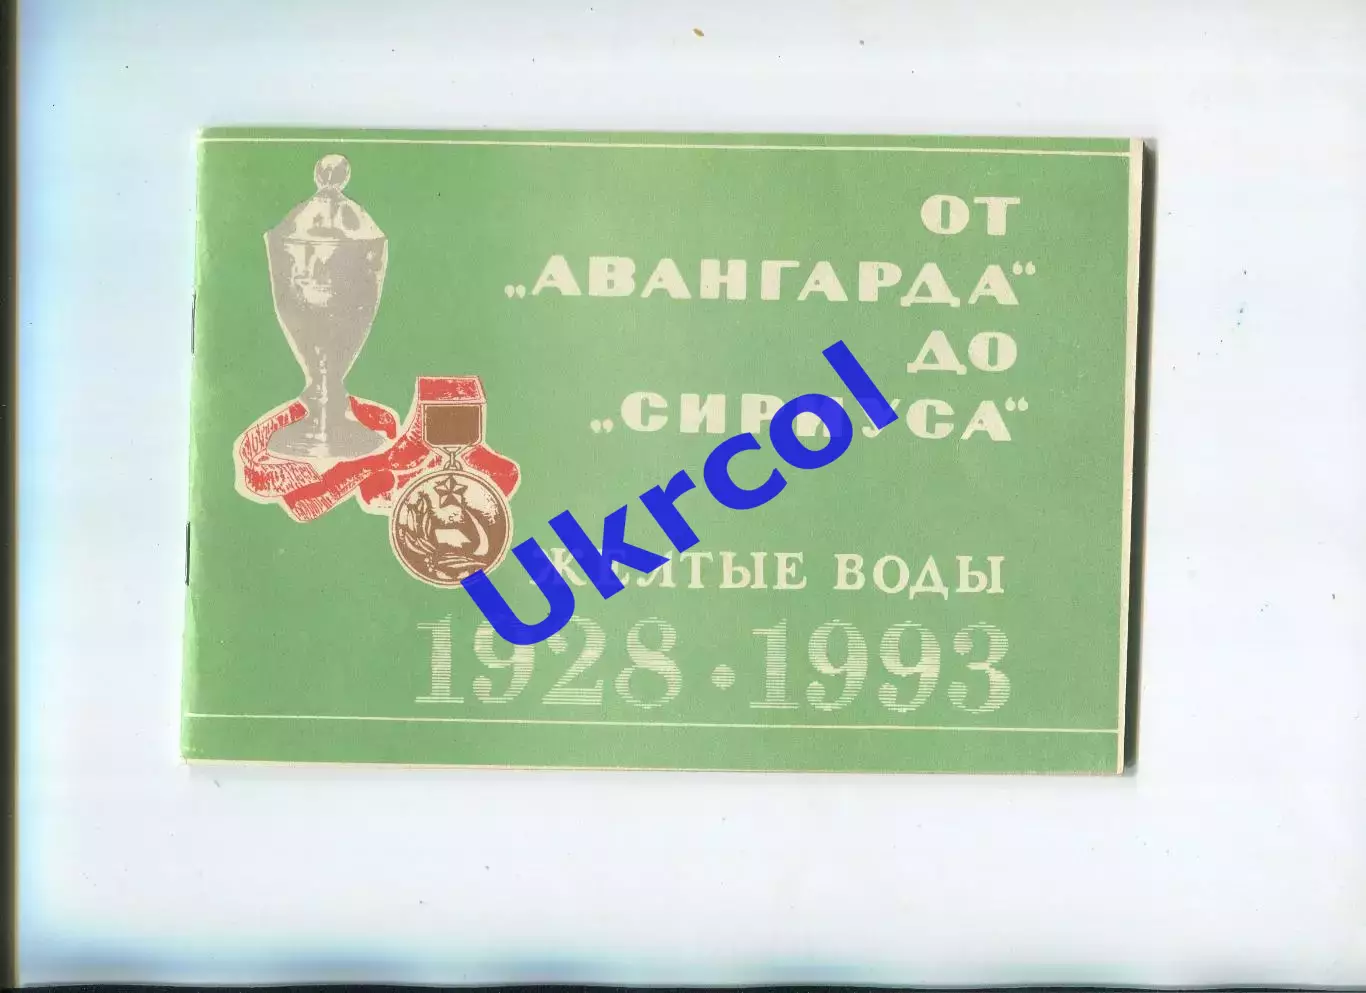 ОТ
„АВАНГАРДА“
ДО
„СИРИУСА“
ЖЕЛТЫЕ ВОДЫ
1928 · 1993
Ukrcol